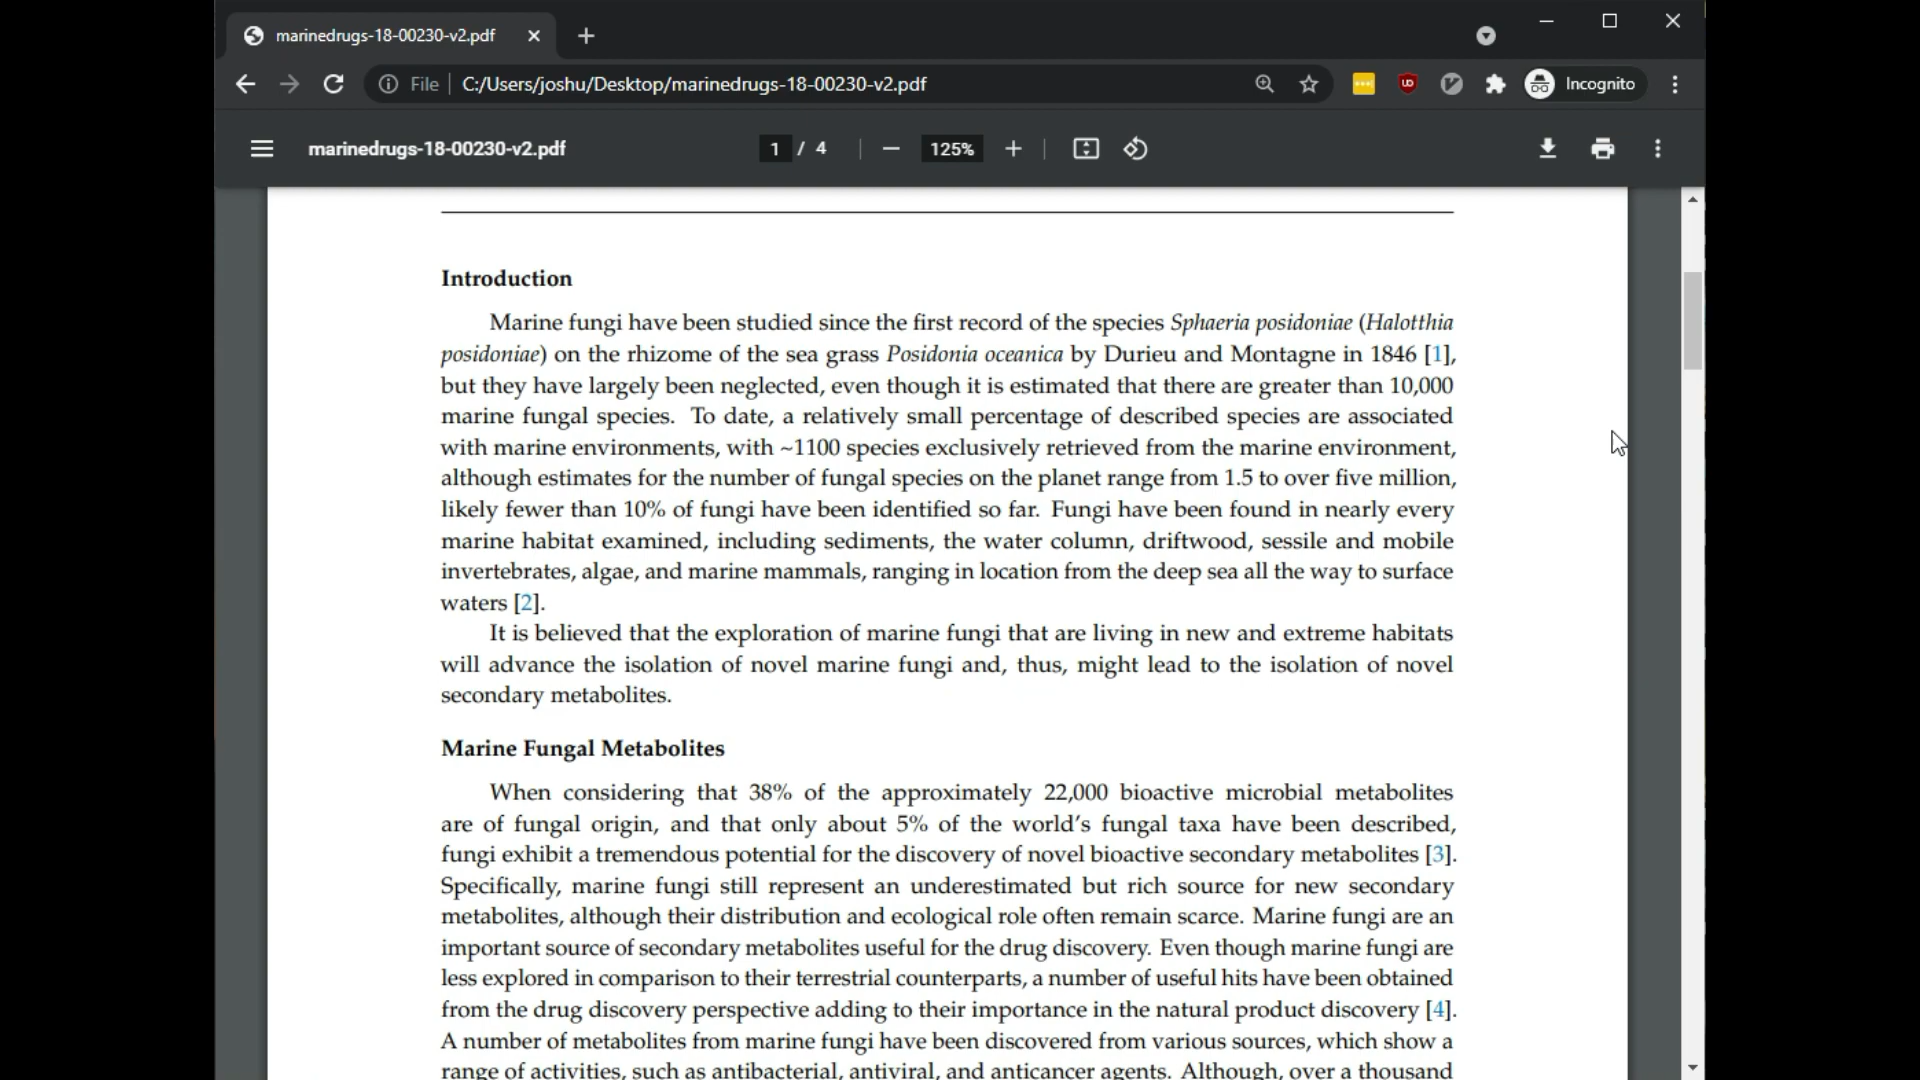 marinedrugs-18-00230-v2.pdf
File C:/Users/joshu/Desktop/marinedrugs-18-00230-v2.pdf Incognito
marinedrugs-18-00230-v2.pdf 1 / 4 125%
Introduction
Marine fungi have been studied since the first record of the species Sphaeria posidoniae (Halotthia
posidoniae) on the rhizome of the sea grass Posidonia oceanica by Durieu and Montagne in 1846 [1],
but they have largely been neglected, even though it is estimated that there are greater than 10,000
marine fungal species. To date, a relatively small percentage of described species are associated
with marine environments, with ~1100 species exclusively retrieved from the marine environment,
although estimates for the number of fungal species on the planet range from 1.5 to over five million,
likely fewer than 10% of fungi have been identified so far. Fungi have been found in nearly every
marine habitat examined, including sediments, the water column, driftwood, sessile and mobile
invertebrates, algae, and marine mammals, ranging in location from the deep sea all the way to surface
waters [2].
It is believed that the exploration of marine fungi that are living in new and extreme habitats
will advance the isolation of novel marine fungi and, thus, might lead to the isolation of novel
secondary metabolites.
Marine Fungal Metabolites
When considering that 38% of the approximately 22,000 bioactive microbial metabolites
are of fungal origin, and that only about 5% of the world's fungal taxa have been described,
fungi exhibit a tremendous potential for the discovery of novel bioactive secondary metabolites [3].
Specifically, marine fungi still represent an underestimated but rich source for new secondary
metabolites, although their distribution and ecological role often remain scarce. Marine fungi are an
important source of secondary metabolites useful for the drug discovery. Even though marine fungi are
less explored in comparison to their terrestrial counterparts, a number of useful hits have been obtained
from the drug discovery perspective adding to their importance in the natural product discovery [4].
A number of metabolites from marine fungi have been discovered from various sources, which show a
range of activities, such as antibacterial, antiviral, and anticancer agents. Although, over a thousand